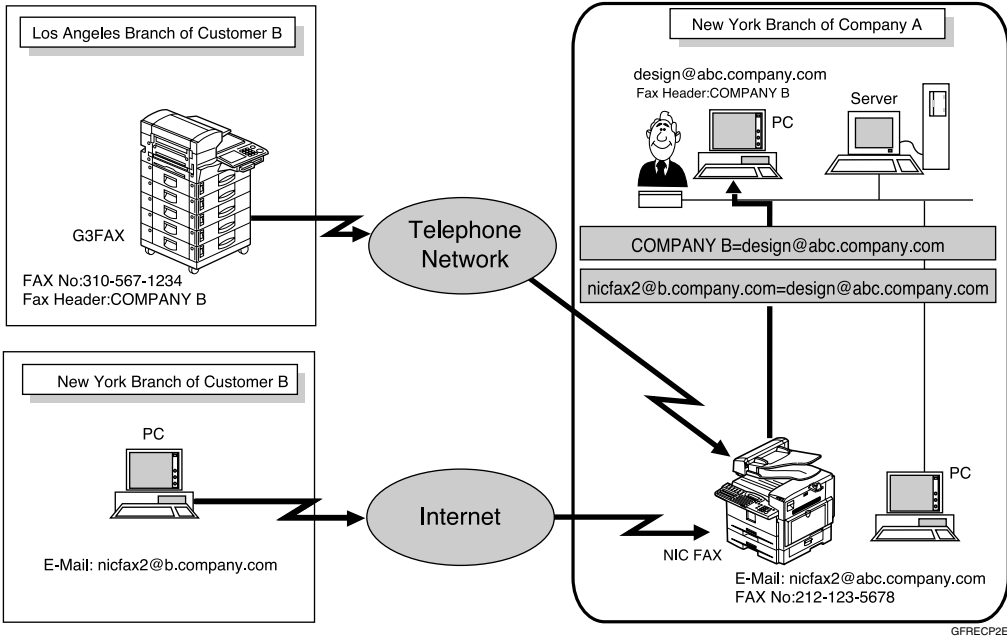 Los Angeles Branch of Customer B
G3FAX
FAX No:310-567-1234
Fax Header:COMPANY B
New York Branch of Customer B
PC
E-Mail: nicfax2@b.company.com
Telephone
Network
Internet
New York Branch of Company A
design@abc.company.com
Fax Header:COMPANY B
PC
Server
COMPANY B=design@abc.company.com
nicfax2@b.company.com=design@abc.company.com
NIC FAX
PC
E-Mail: nicfax2@abc.company.com
FAX No:212-123-5678
GFRECP2E